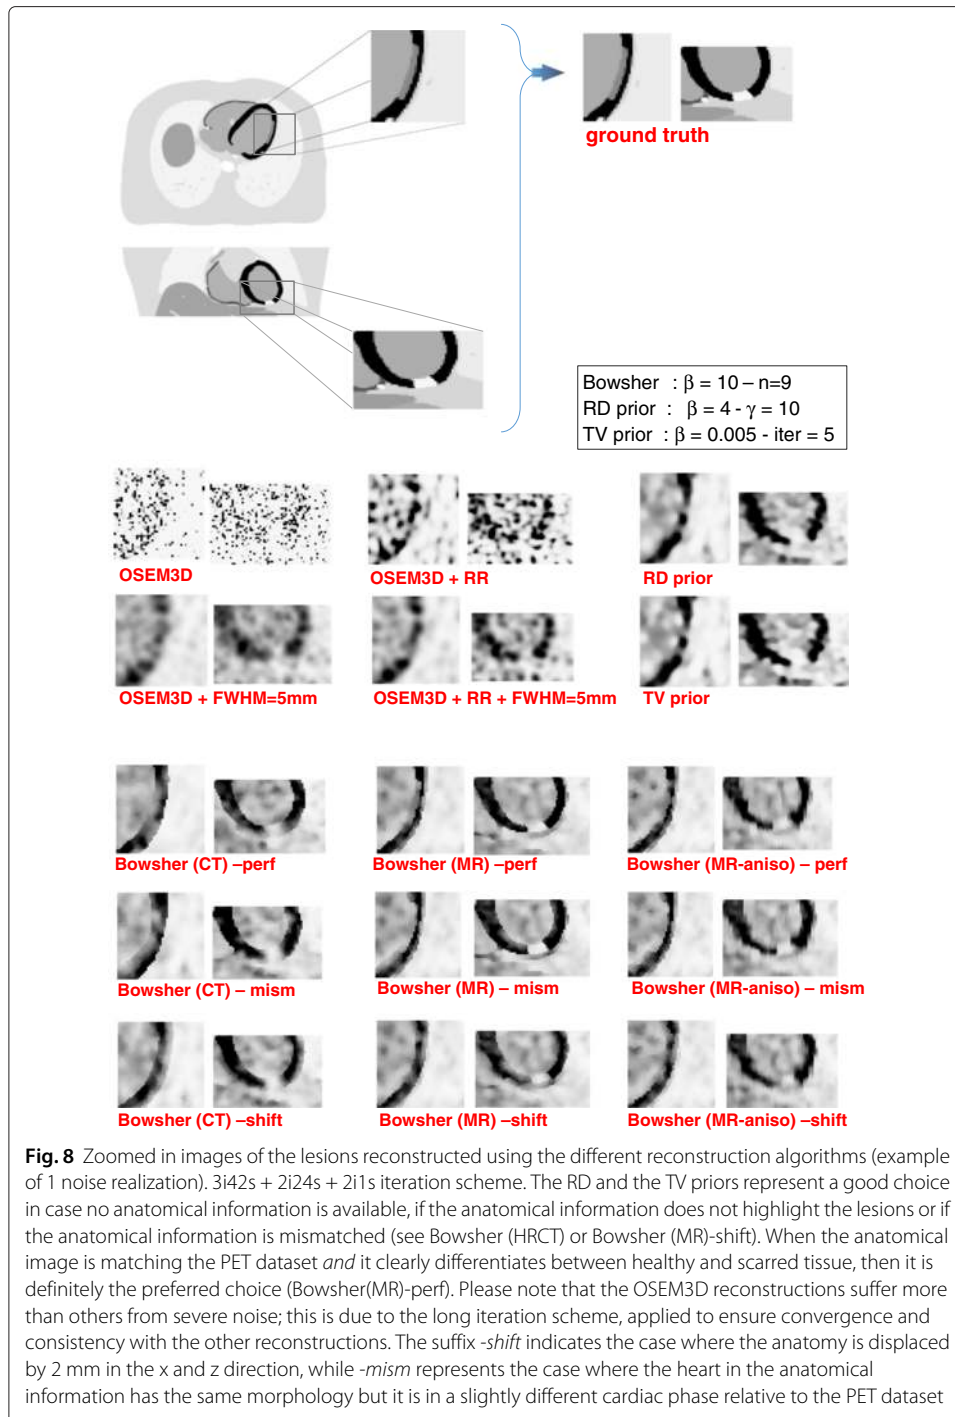 ground truth
Bowsher : β = 10 – n=9
RD prior : β = 4 - γ = 10
TV prior : β = 0.005 - iter = 5
OSEM3D
OSEM3D + RR
RD prior
OSEM3D + FWHM=5mm
OSEM3D + RR + FWHM=5mm
TV prior
Bowsher (CT) –perf
Bowsher (MR) –perf
Bowsher (MR-aniso) – perf
Bowsher (CT) – mism
Bowsher (MR) – mism
Bowsher (MR-aniso) – mism
Bowsher (CT) –shift
Bowsher (MR) –shift
Bowsher (MR-aniso) –shift
Fig. 8 Zoomed in images of the lesions reconstructed using the different reconstruction algorithms (example
of 1 noise realization). 3i42s + 2i24s + 2i1s iteration scheme. The RD and the TV priors represent a good choice
in case no anatomical information is available, if the anatomical information does not highlight the lesions or if
the anatomical information is mismatched (see Bowsher (HRCT) or Bowsher (MR)-shift). When the anatomical
image is matching the PET dataset and it clearly differentiates between healthy and scarred tissue, then it is
definitely the preferred choice (Bowsher(MR)-perf). Please note that the OSEM3D reconstructions suffer more
than others from severe noise; this is due to the long iteration scheme, applied to ensure convergence and
consistency with the other reconstructions. The suffix -shift indicates the case where the anatomy is displaced
by 2 mm in the x and z direction, while -mism represents the case where the heart in the anatomical
information has the same morphology but it is in a slightly different cardiac phase relative to the PET dataset